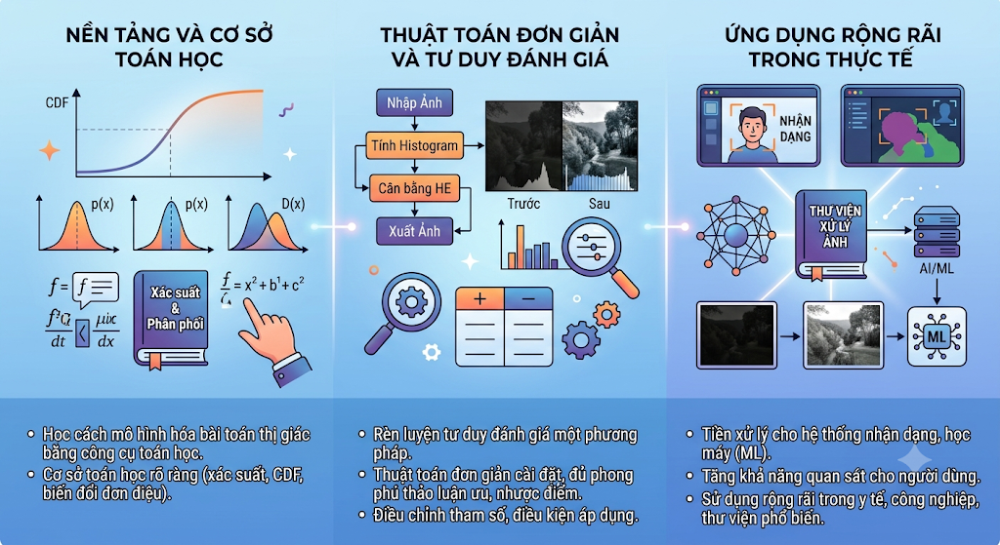 NỀN TẢNG VÀ CƠ SỞ
TOÁN HỌC
CDF
p(x)
p(x)
D(x)
f =
f
Xác suất
&
Phân phối
f = x² + b¹ + c²
dt
dx
Học cách mô hình hóa bài toán thị giác
bằng công cụ toán học.
Cơ sở toán học rõ ràng (xác suất, CDF,
biến đổi đơn điệu).
THUẬT TOÁN ĐƠN GIẢN
VÀ TƯ DUY ĐÁNH GIÁ
Nhập Ảnh
Tính Histogram
Cân bằng HE
Xuất Ảnh
Trước
Sau
+
−
• Rèn luyện tư duy đánh giá một phương
pháp.
• Thuật toán đơn giản cài đặt, đủ phong
phú thảo luận ưu, nhược điểm.
• Điều chỉnh tham số, điều kiện áp dụng.
ỨNG DỤNG RỘNG RÃI
TRONG THỰC TẾ
NHẬN
DẠNG
THƯ VIỆN
XỬ LÝ
ẢNH
AI/ML
ML
• Tiền xử lý cho hệ thống nhận dạng, học
máy (ML).
• Tăng khả năng quan sát cho người dùng.
• Sử dụng rộng rãi trong y tế, công nghiệp,
thư viện phổ biến.